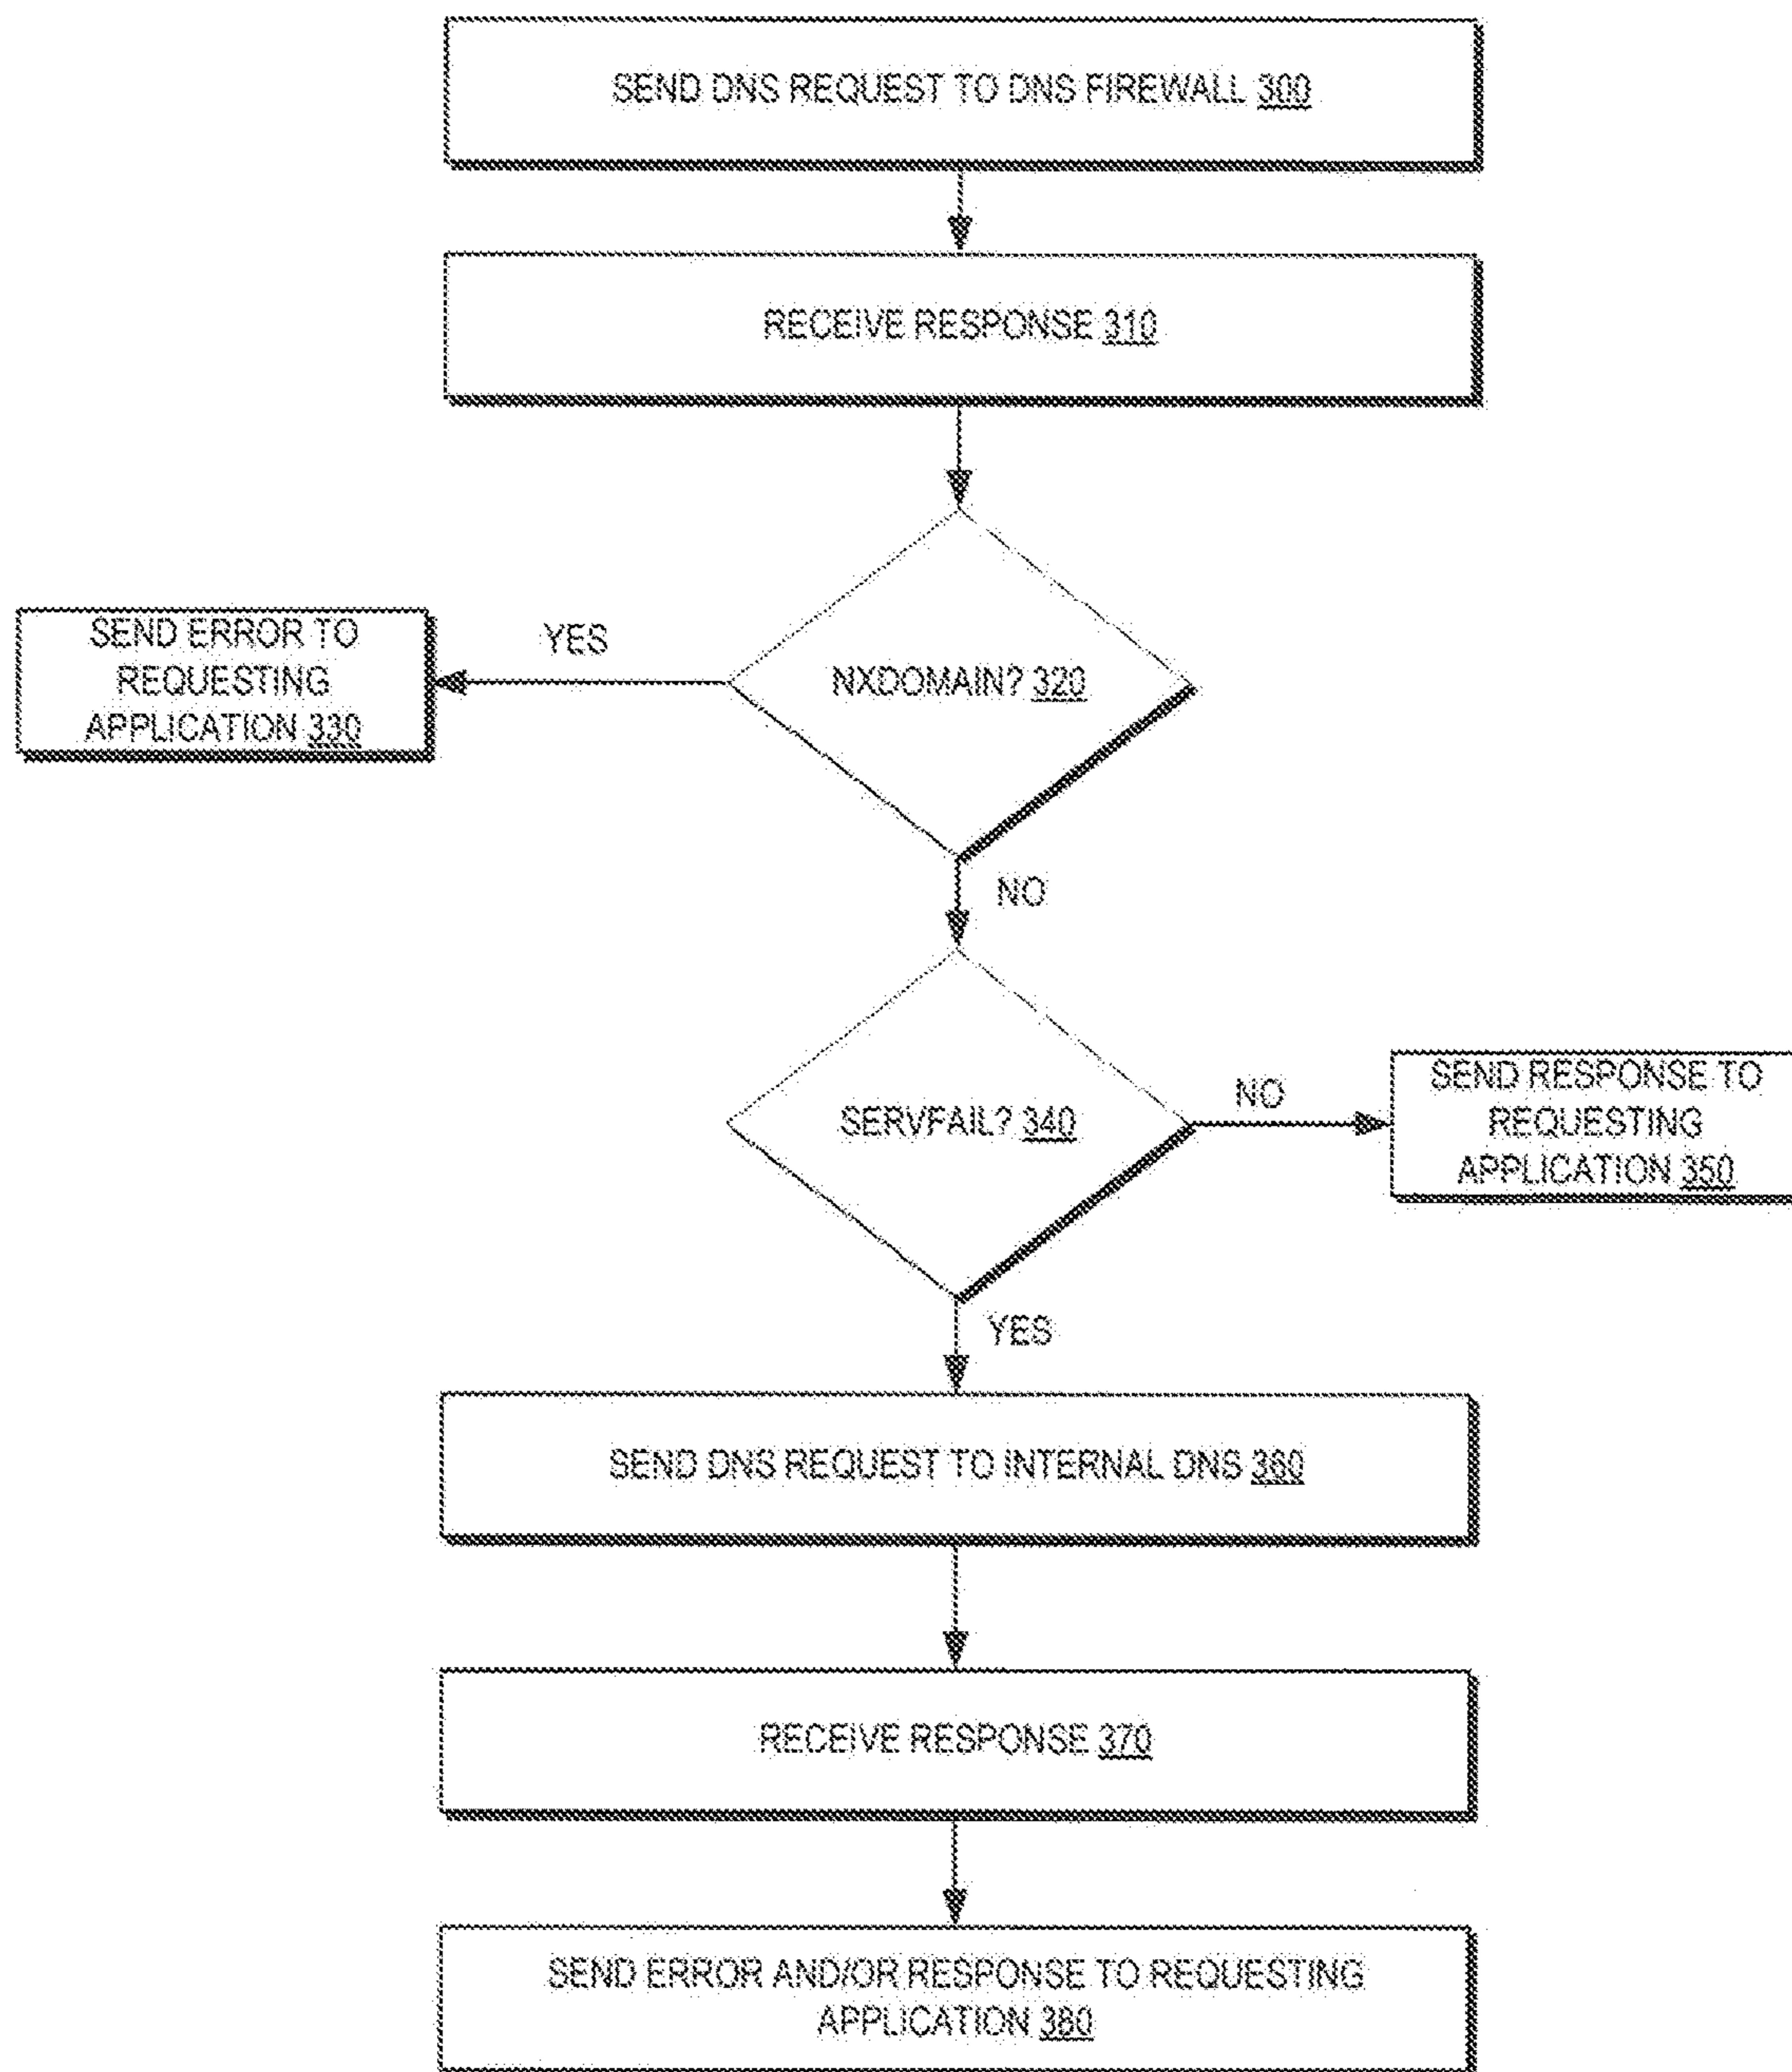 SEND DNS REQUEST TO DNS FIREWALL 300
RECEIVE RESPONSE 310
SEND ERROR TO
REQUESTING
APPLICATION 330
YES
NXDOMAIN? 320
NO
SERVFAIL? 340
NO
SEND RESPONSE TO
REQUESTING
APPLICATION 350
YES
SEND DNS REQUEST TO INTERNAL DNS 360
RECEIVE RESPONSE 370
SEND ERROR AND/OR RESPONSE TO REQUESTING
APPLICATION 380